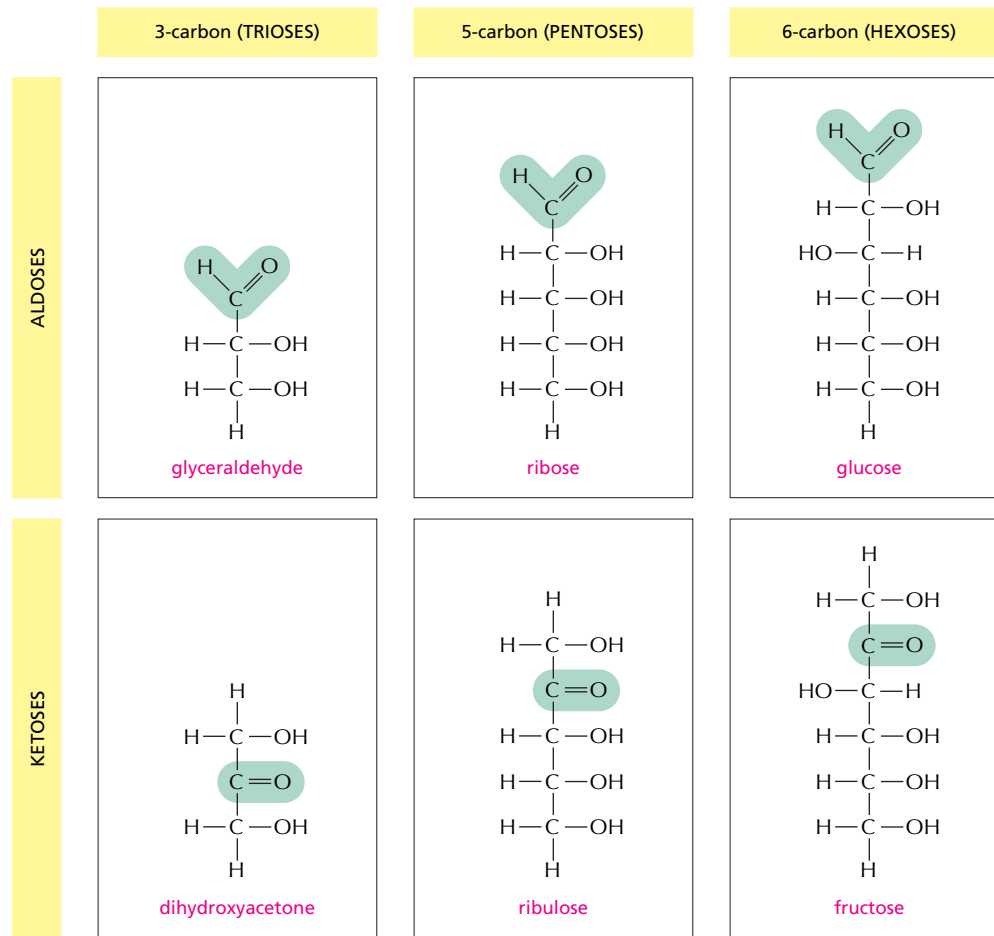 3-carbon (TRIOSES)
5-carbon (PENTOSES)
6-carbon (HEXOSES)
ALDOSES
H O
C
H—C—OH
H—C—OH
H
glyceraldehyde
H O
C
H—C—OH
H—C—OH
H—C—OH
H—C—OH
H
ribose
H O
C
H—C—OH
HO—C—H
H—C—OH
H—C—OH
H—C—OH
H
glucose
KETOSES
H
H—C—OH
C=O
H—C—OH
H
dihydroxyacetone
H
H—C—OH
C=O
H—C—OH
H—C—OH
H—C—OH
H
ribulose
H
H—C—OH
C=O
HO—C—H
H—C—OH
H—C—OH
H—C—OH
H
fructose